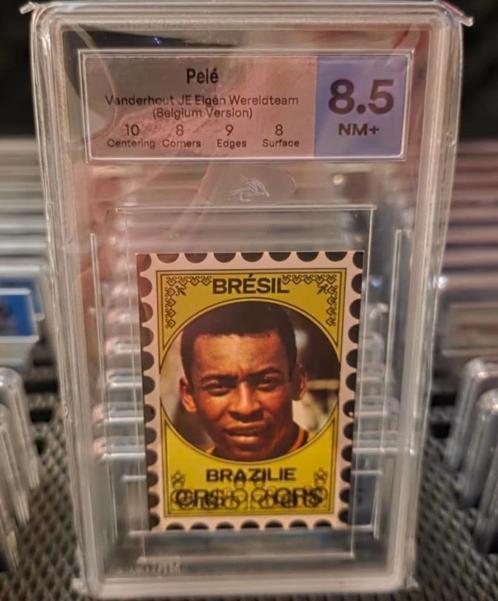 Pelé
Vanderhout JE Eigen Wereldteam
(Belgium Version)
8.5
NM+
10 8 9 8
Centering Corners Edges Surface
BRÉSIL
BRAZILIE